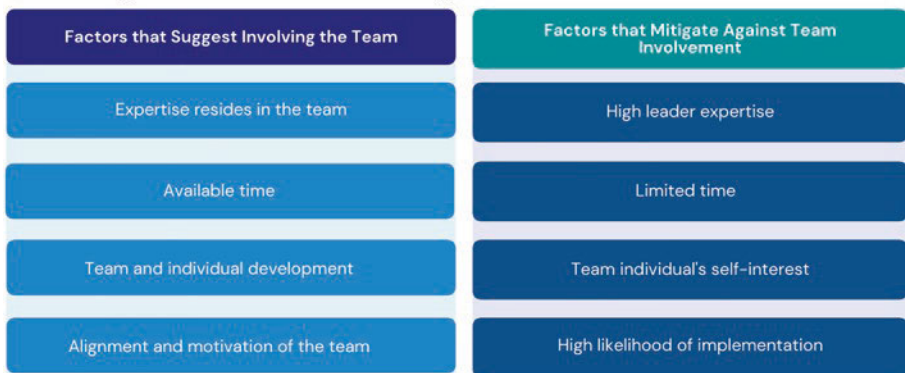 Factors that Suggest Involving the Team
Expertise resides in the team
Available time
Team and individual development
Alignment and motivation of the team
Factors that Mitigate Against Team
Involvement
High leader expertise
Limited time
Team individual's self-interest
High likelihood of implementation